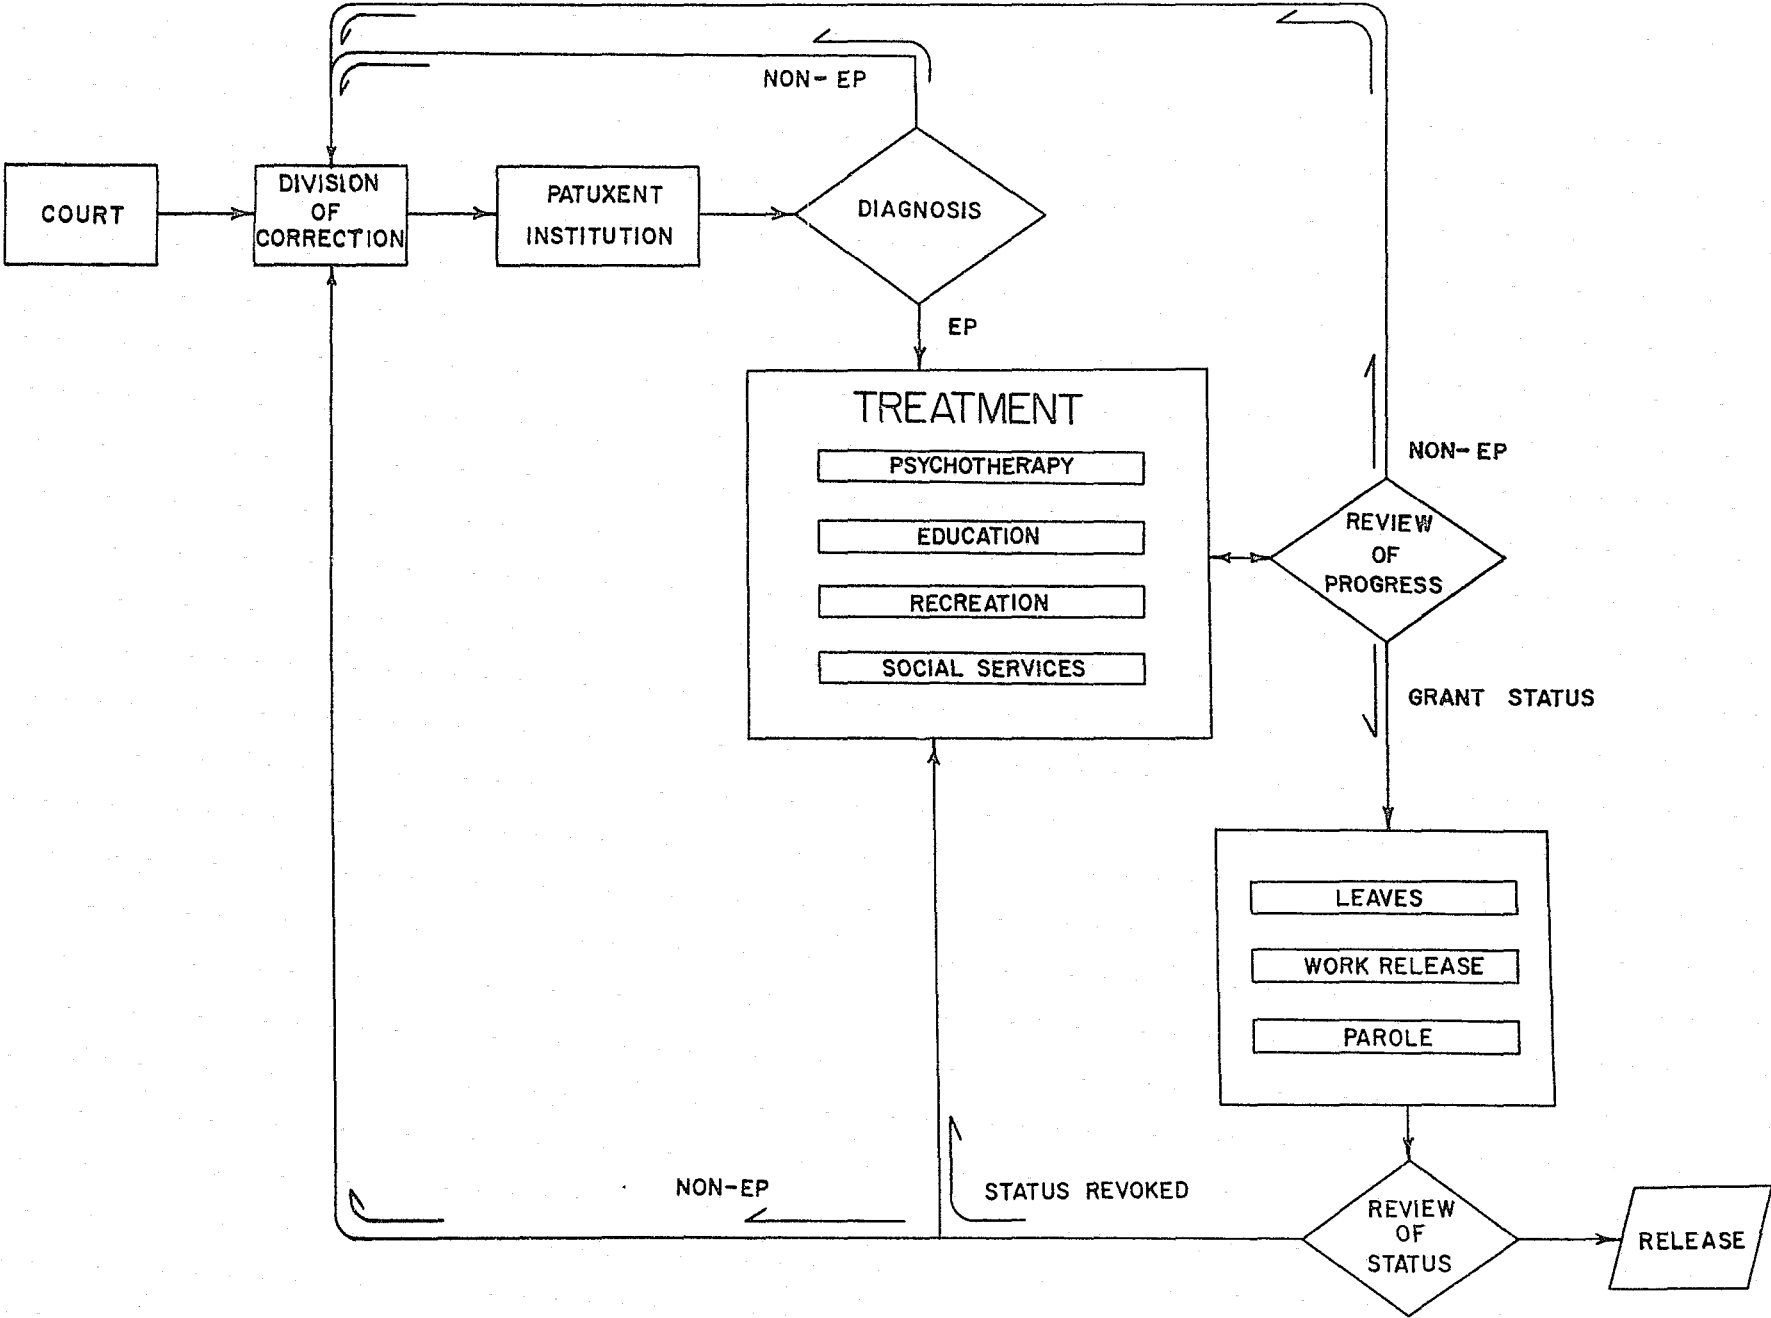 NON-EP
COURT
DIVISION
OF
CORRECTION
PATUXENT
INSTITUTION
DIAGNOSIS
EP
TREATMENT
PSYCHOTHERAPY
EDUCATION
RECREATION
SOCIAL SERVICES
NON-EP
REVIEW
OF
PROGRESS
GRANT STATUS
LEAVES
WORK RELEASE
PAROLE
NON-EP
STATUS REVOKED
REVIEW
OF
STATUS
RELEASE